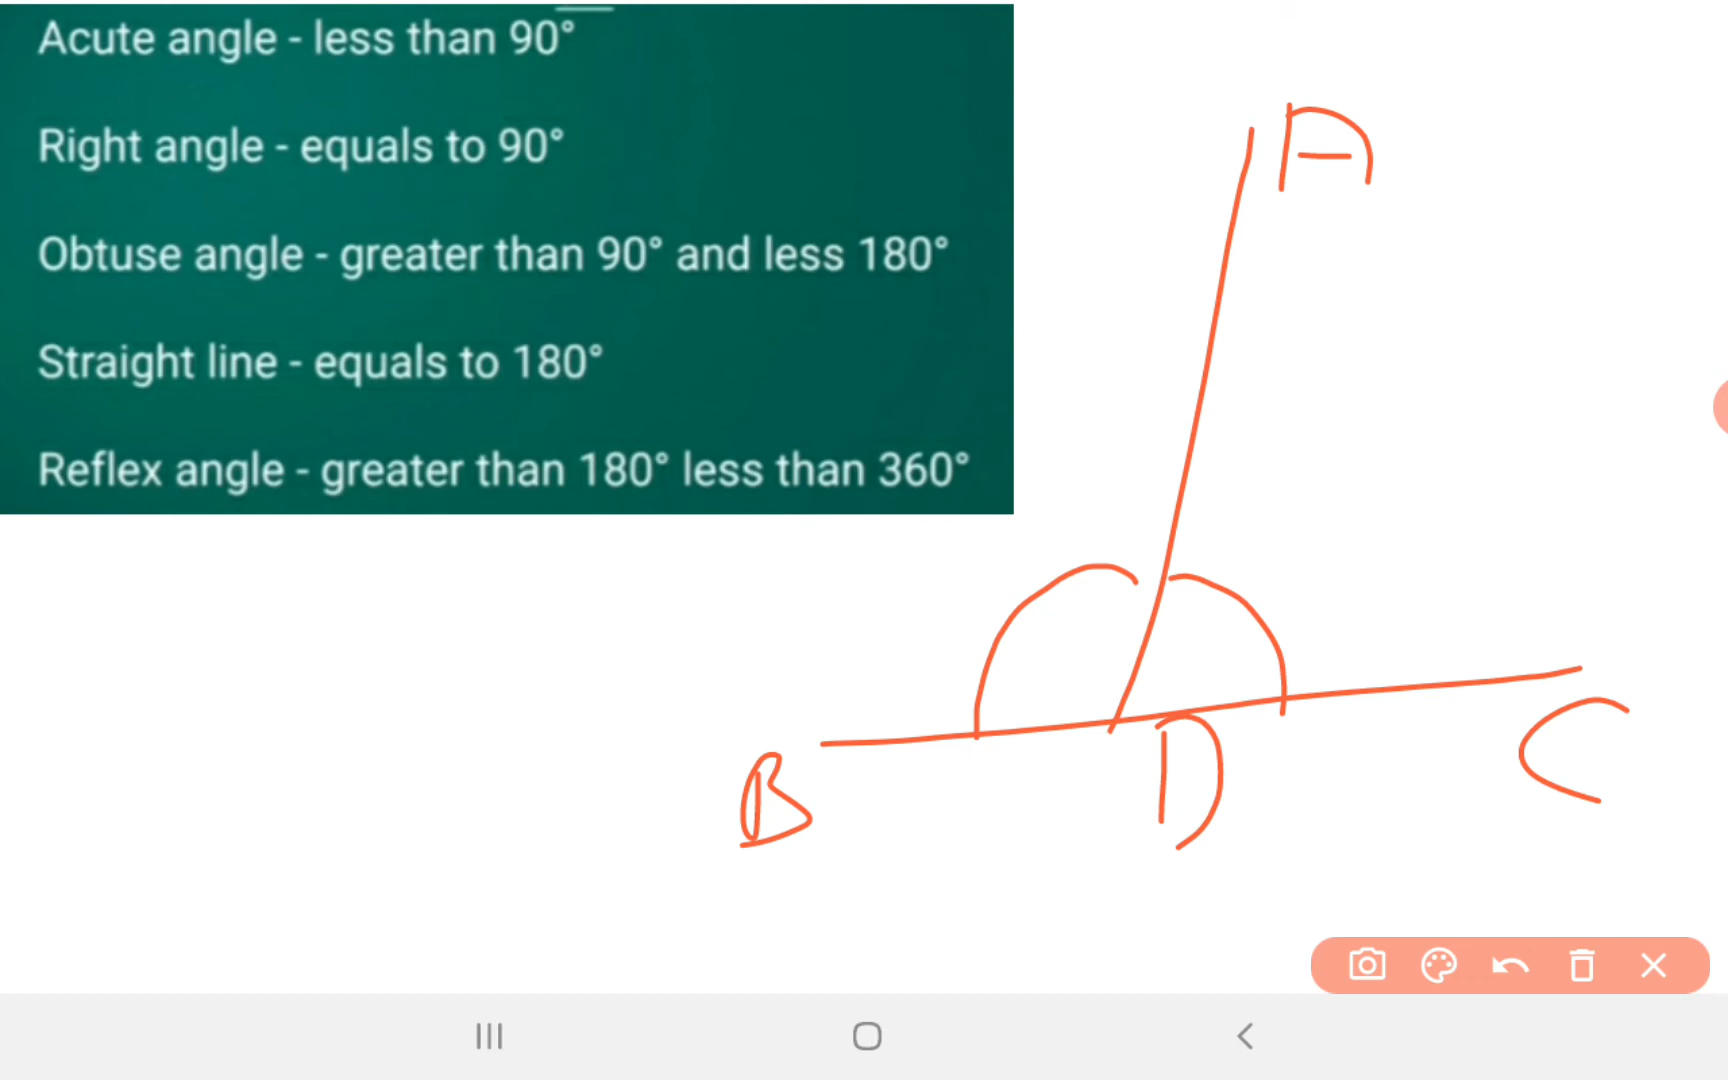 Acute angle - less than 90°
Right angle - equals to 90°
Obtuse angle - greater than 90° and less 180°
Straight line - equals to 180°
Reflex angle - greater than 180° less than 360°
A
B
D
C